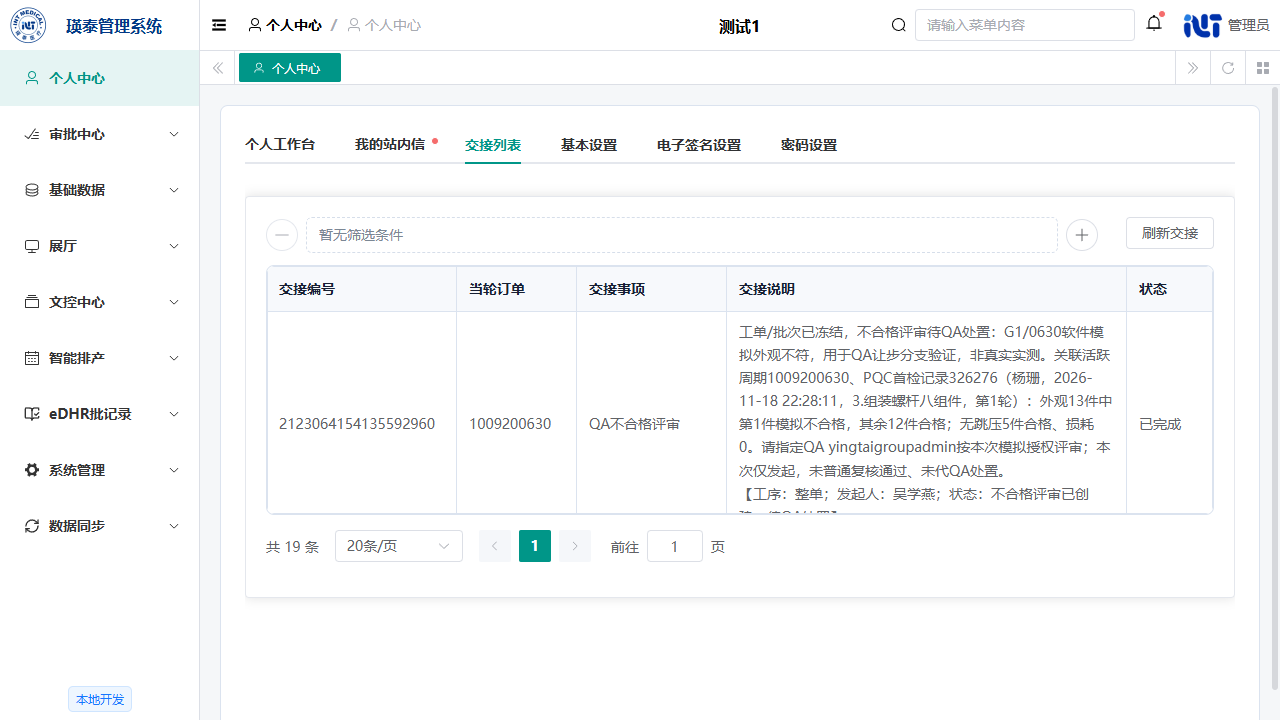 瑛泰管理系统
个人中心 / 个人中心
测试1
请输入菜单内容
管理员
个人中心
个人中心
审批中心
基础数据
展厅
文控中心
智能排产
eDHR批记录
系统管理
数据同步
本地开发
个人工作台
我的站内信
交接列表
基本设置
电子签名设置
密码设置
暂无筛选条件
刷新交接
交接编号
当轮订单
交接事项
交接说明
状态
2123064154135592960
1009200630
QA不合格评审
工单/批次已冻结，不合格评审待QA处置：G1/0630软件模
拟外观不符，用于QA让步分支验证，非真实实测。关联活跃
周期1009200630、PQC首检记录326276（杨珊，2026-
11-18 22:28:11，3.组装螺杆八组件，第1轮）：外观13件中
第1件模拟不合格，其余12件合格；无跳压5件合格、损耗
0。请指定QA yingtaigroupadmin按本次模拟授权评审；本
次仅发起，未普通复核通过、未代QA处置。
【工序：整单；发起人：吴学燕；状态：不合格评审已创
已完成
共 19 条
20条/页
1
前往
1
页